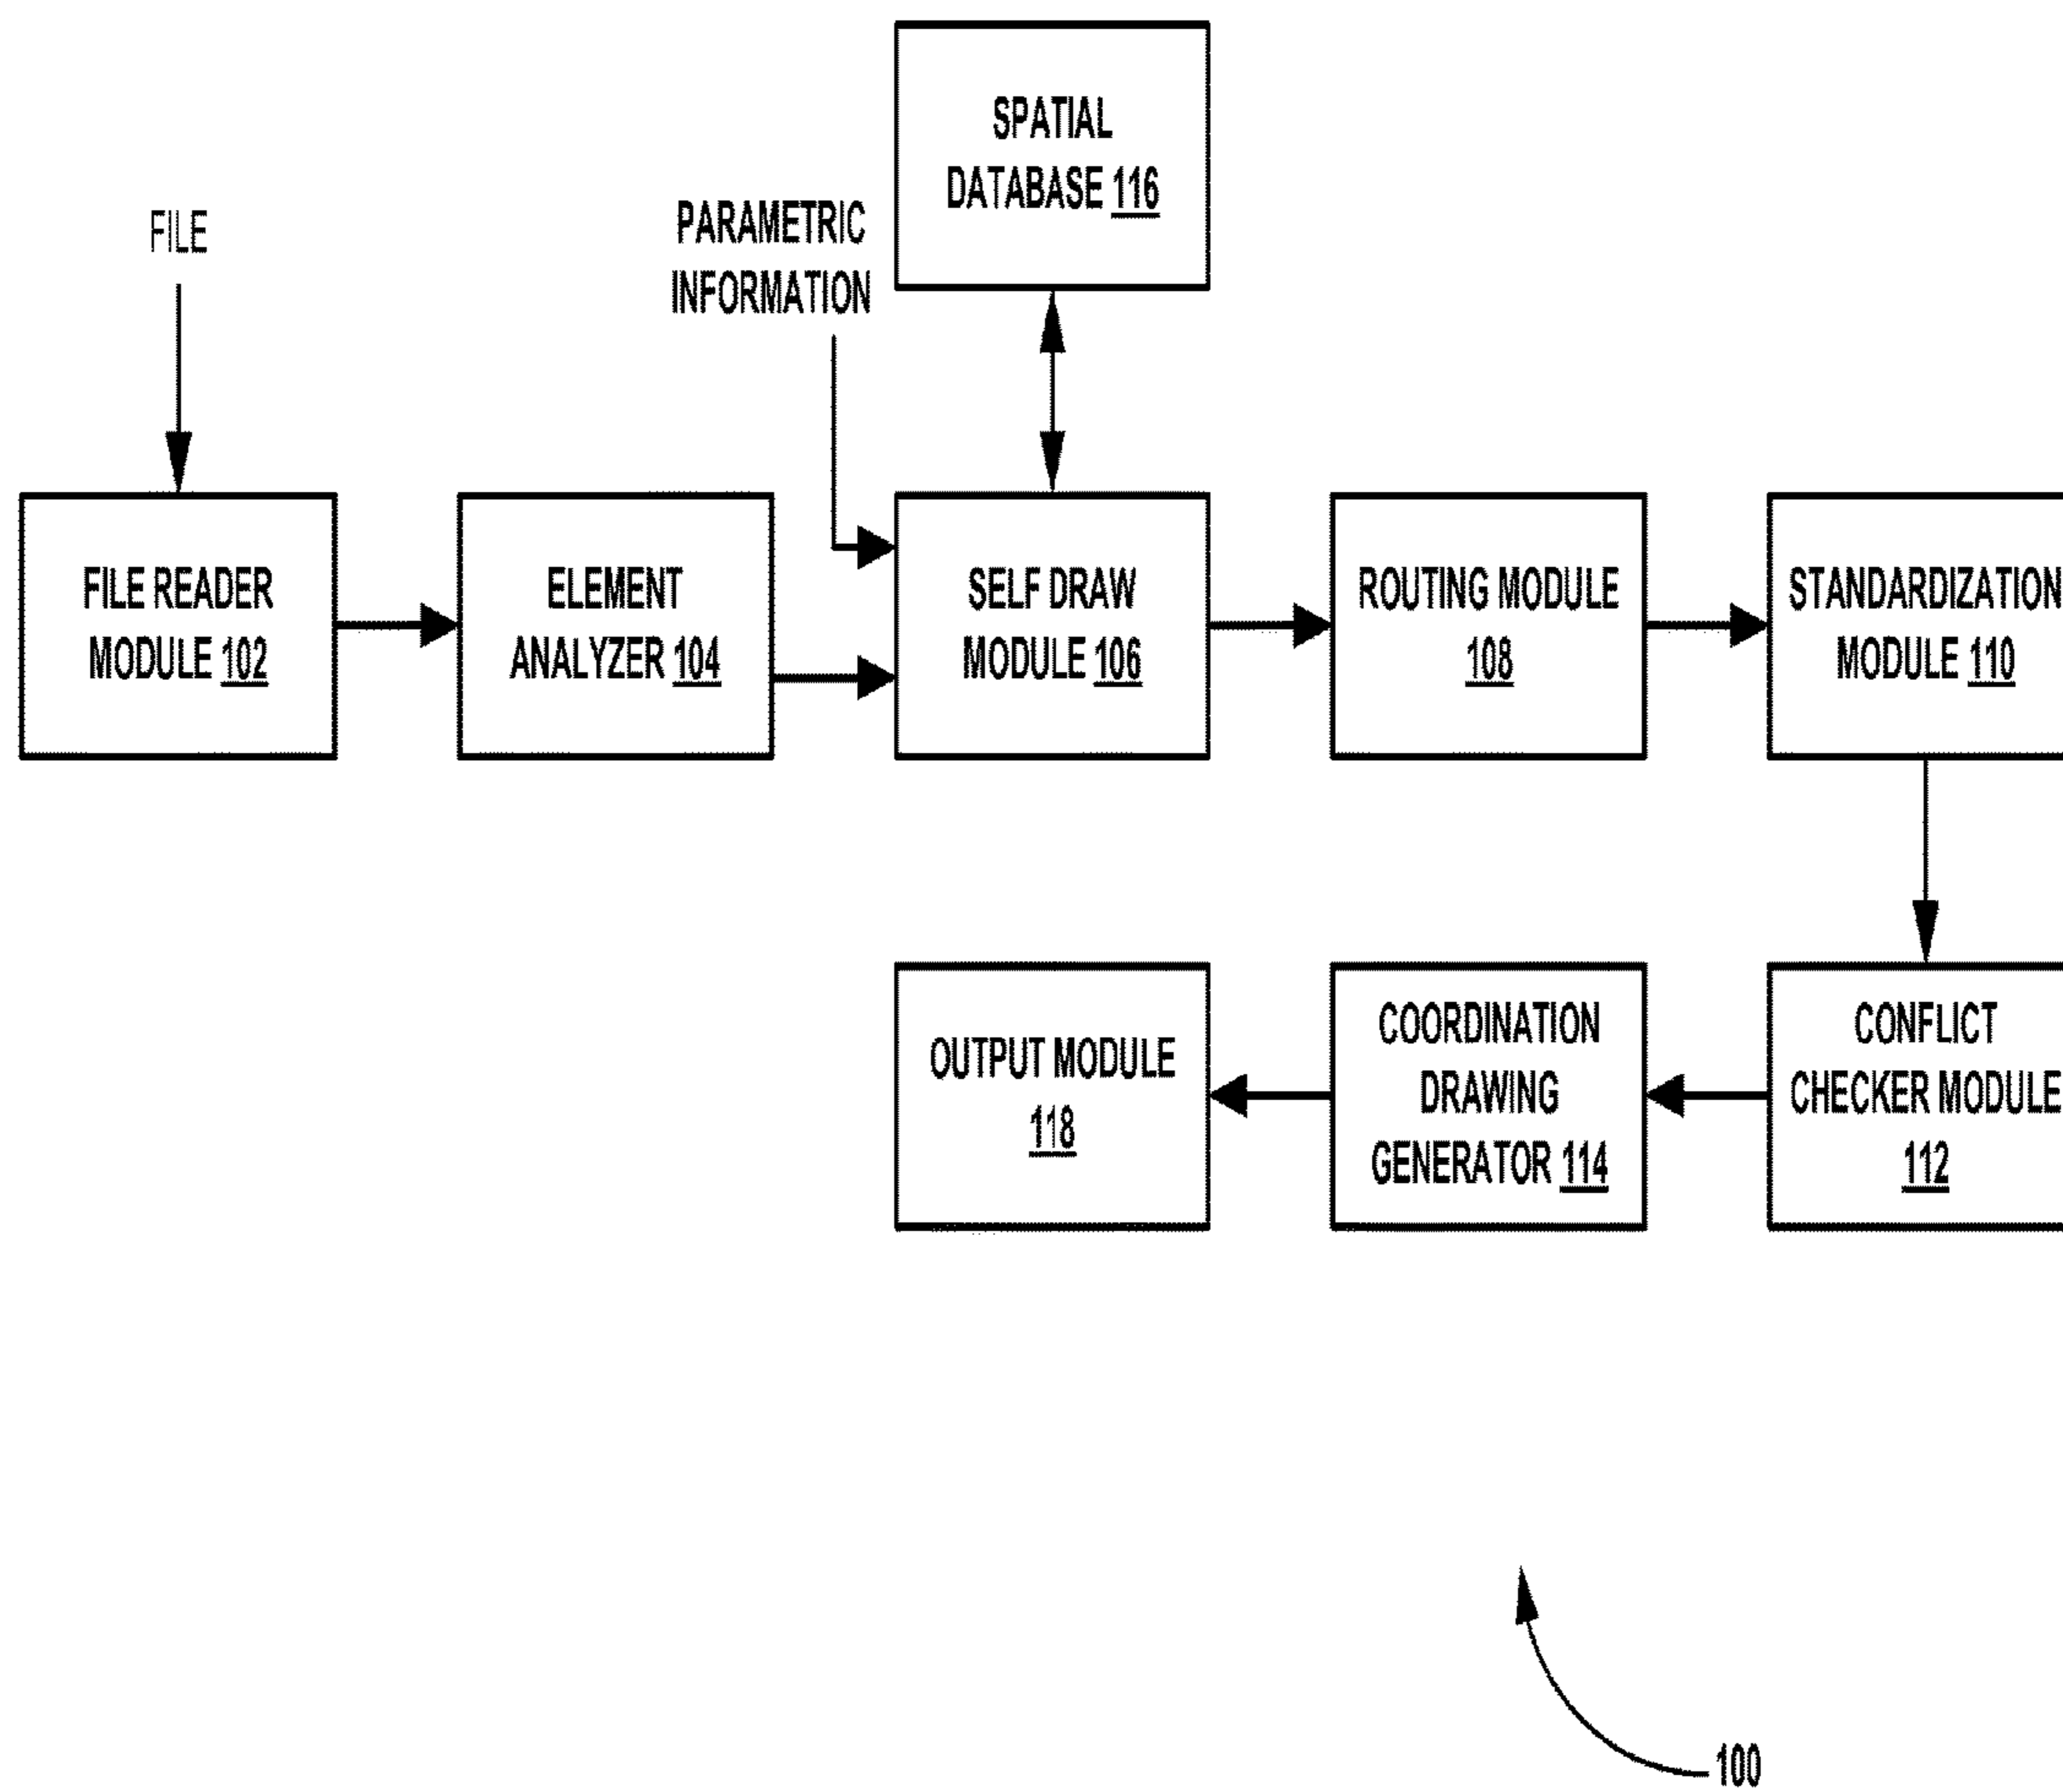 SPATIAL
DATABASE 116
FILE
PARAMETRIC
INFORMATION
FILE READER
MODULE 102
ELEMENT
ANALYZER 104
SELF DRAW
MODULE 106
ROUTING MODULE
108
STANDARDIZATION
MODULE 110
OUTPUT MODULE
118
COORDINATION
DRAWING
GENERATOR 114
CONFLICT
CHECKER MODULE
112
100